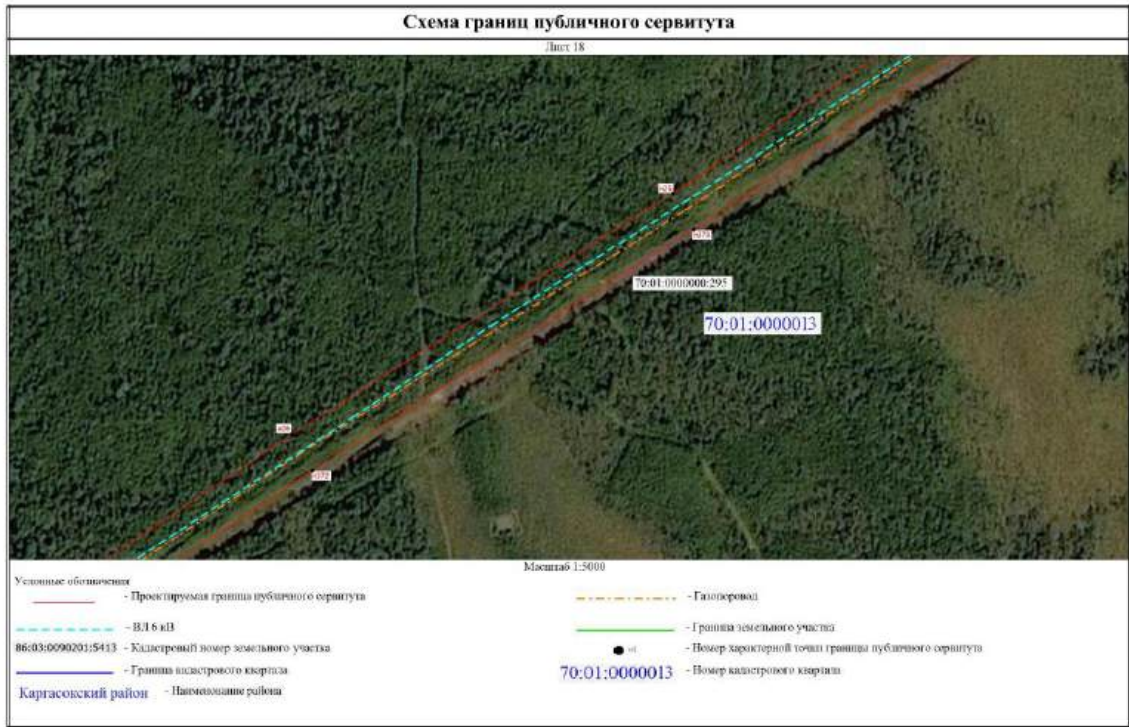 Схема границ публичного сервитута
Лист 18
70:01:0000000:295
70:01:0000013
Масштаб 1:5000
Условные обозначения
- Проектируемая граница публичного сервитута
- Газопоровод
- ВЛ 6 кВ
- Граница земельного участка
86:03:0090201:5413 - Кадастровый номер земельного участка
- Номер характерной точки границы публичного сервитута
- Граница кадастрового квартала
70:01:0000013 - Номер кадастрового квартала
Каргасокский район - Наименование района